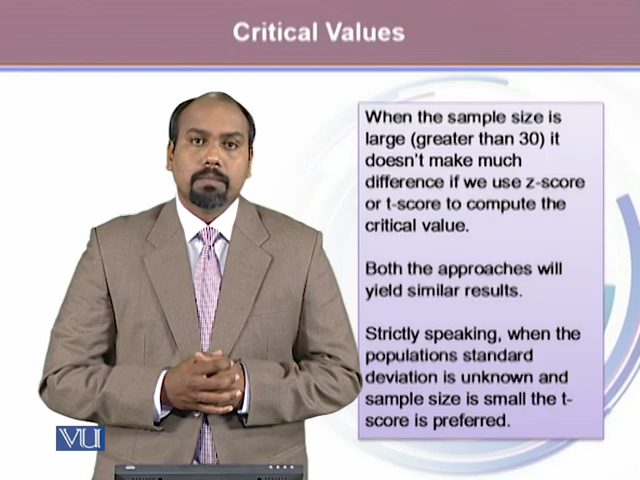 Critical Values
When the sample size is
large (greater than 30) it
doesn't make much
difference if we use z-score
or t-score to compute the
critical value.
Both the approaches will
yield similar results.
Strictly speaking, when the
populations standard
deviation is unknown and
sample size is small the t-
score is preferred.
VU